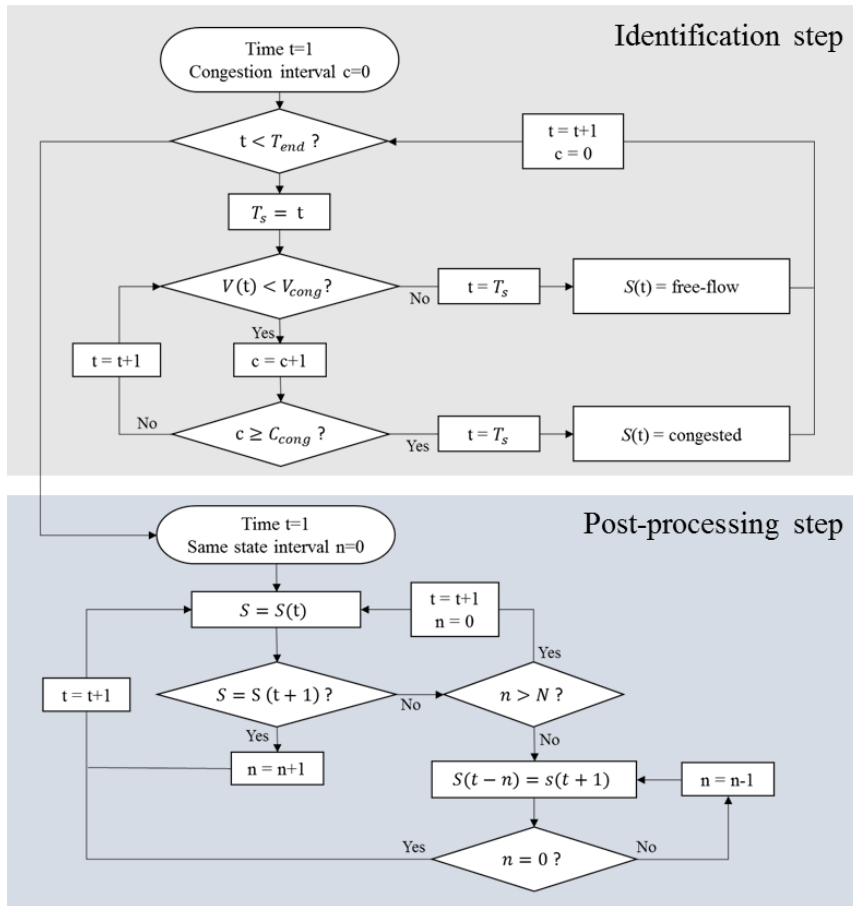 Identification step
Time t=1
Congestion interval c=0
t < T_end ?
t = t+1
c = 0
T_s = t
V(t) < V_cong ?
No
t = T_s
S(t) = free-flow
Yes
t = t+1
c = c+1
No
c ≥ C_cong ?
Yes
t = T_s
S(t) = congested
Post-processing step
Time t=1
Same state interval n=0
S = S(t)
t = t+1
n = 0
Yes
t = t+1
S = S (t + 1) ?
No
n > N ?
Yes
No
n = n+1
S(t − n) = s(t + 1)
n = n-1
Yes
n = 0 ?
No